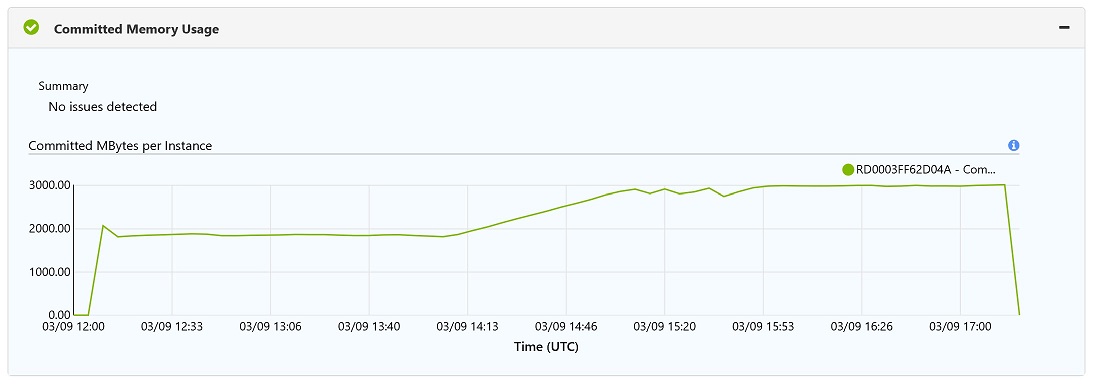 Committed Memory Usage
Summary
No issues detected
Committed MBytes per Instance
RD0003FF62D04A - Com...
3000.00
2000.00
1000.00
0.00
03/09 12:00 03/09 12:33 03/09 13:06 03/09 13:40 03/09 14:13 03/09 14:46 03/09 15:20 03/09 15:53 03/09 16:26 03/09 17:00
Time (UTC)